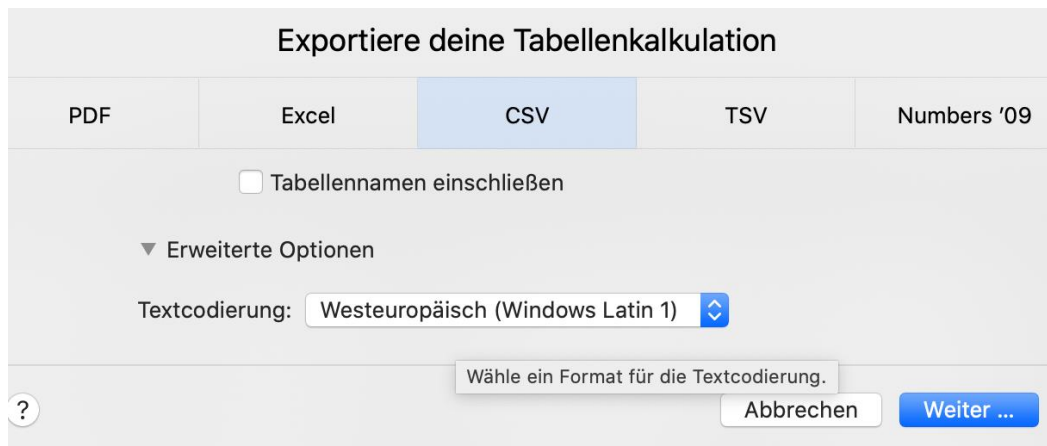 Exportiere deine Tabellenkalkulation
PDF Excel CSV TSV Numbers '09
Tabellennamen einschließen
Erweiterte Optionen
Textcodierung: Westeuropäisch (Windows Latin 1)
Wähle ein Format für die Textcodierung.
? Abbrechen Weiter ...